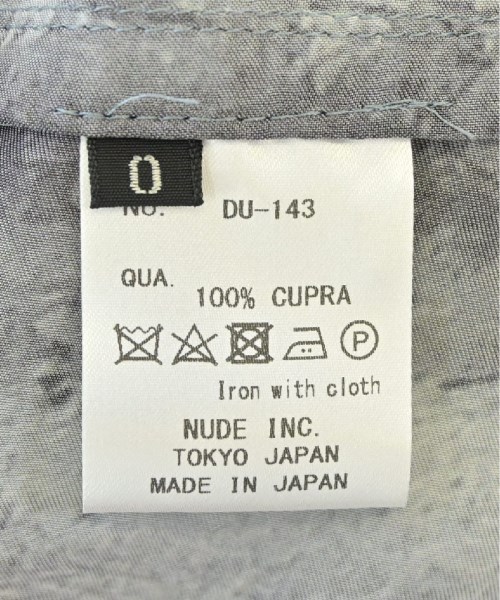 0
No. DU-143
QUA.
100% CUPRA
P
Iron with cloth
NUDE INC.
TOKYO JAPAN
MADE IN JAPAN